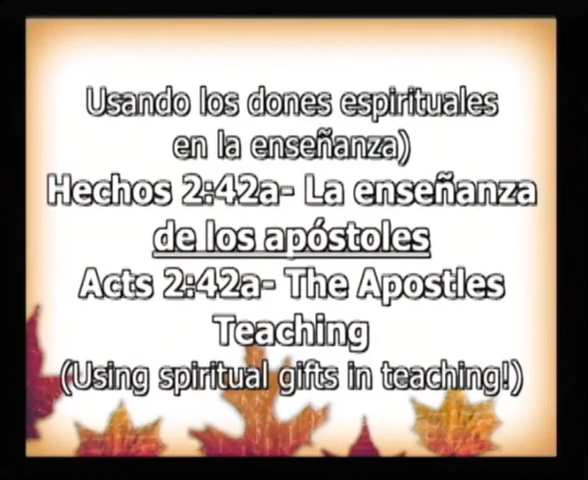 Usando los dones espirituales
en la enseñanza)
Hechos 2:42a- La enseñanza
de los apóstoles
Acts 2:42a- The Apostles
Teaching
(Using spiritual gifts in teaching!)